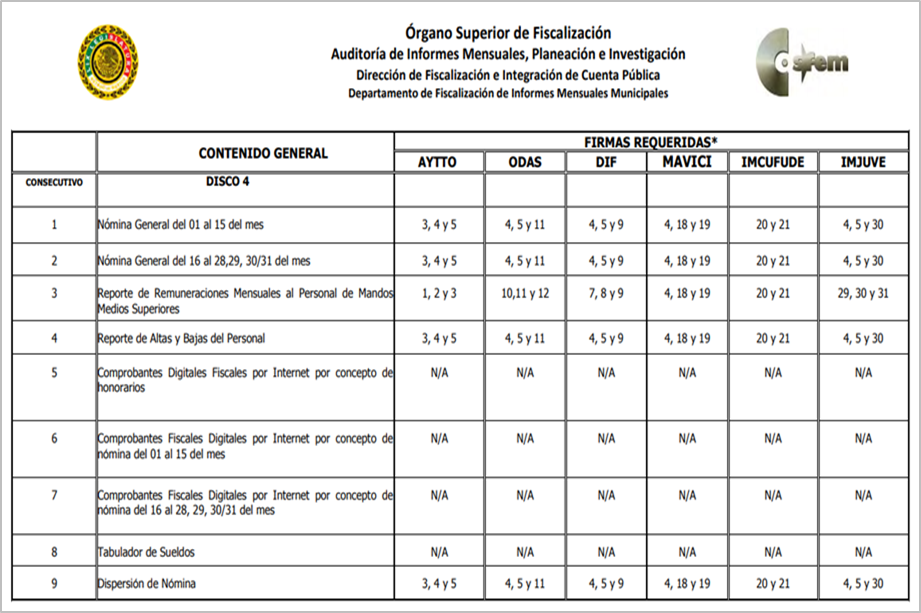 Órgano Superior de Fiscalización
Auditoría de Informes Mensuales, Planeación e Investigación
Dirección de Fiscalización e Integración de Cuenta Pública
Departamento de Fiscalización de Informes Mensuales Municipales
osfem
CONTENIDO GENERAL FIRMAS REQUERIDAS*
AYTTO ODAS DIF MAVICI IMCUFUDE IMJUVE
CONSECUTIVO DISCO 4
1 Nómina General del 01 al 15 del mes 3, 4 y 5 4, 5 y 11 4, 5 y 9 4, 18 y 19 20 y 21 4, 5 y 30
2 Nómina General del 16 al 28,29, 30/31 del mes 3, 4 y 5 4, 5 y 11 4, 5 y 9 4, 18 y 19 20 y 21 4, 5 y 30
3 Reporte de Remuneraciones Mensuales al Personal de Mandos 1, 2 y 3 10,11 y 12 7, 8 y 9 4, 18 y 19 20 y 21 29, 30 y 31
Medios Superiores
4 Reporte de Altas y Bajas del Personal 3, 4 y 5 4, 5 y 11 4, 5 y 9 4, 18 y 19 20 y 21 4, 5 y 30
5 Comprobantes Digitales Fiscales por Internet por concepto de N/A N/A N/A N/A N/A N/A
honorarios
6 Comprobantes Fiscales Digitales por Internet por concepto de N/A N/A N/A N/A N/A N/A
nómina del 01 al 15 del mes
7 Comprobantes Fiscales Digitales por Internet por concepto de N/A N/A N/A N/A N/A N/A
nómina del 16 al 28, 29, 30/31 del mes
8 Tabulador de Sueldos N/A N/A N/A N/A N/A N/A
9 Dispersión de Nómina 3, 4 y 5 4, 5 y 11 4, 5 y 9 4, 18 y 19 20 y 21 4, 5 y 30